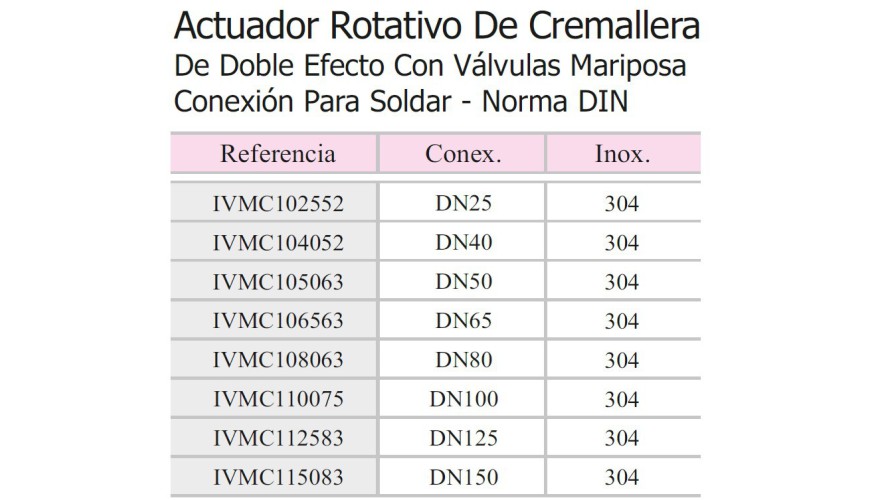 Actuador Rotativo De Cremallera
De Doble Efecto Con Válvulas Mariposa
Conexión Para Soldar - Norma DIN
Referencia Conex. Inox.
IVMC102552 DN25 304
IVMC104052 DN40 304
IVMC105063 DN50 304
IVMC106563 DN65 304
IVMC108063 DN80 304
IVMC110075 DN100 304
IVMC112583 DN125 304
IVMC115083 DN150 304